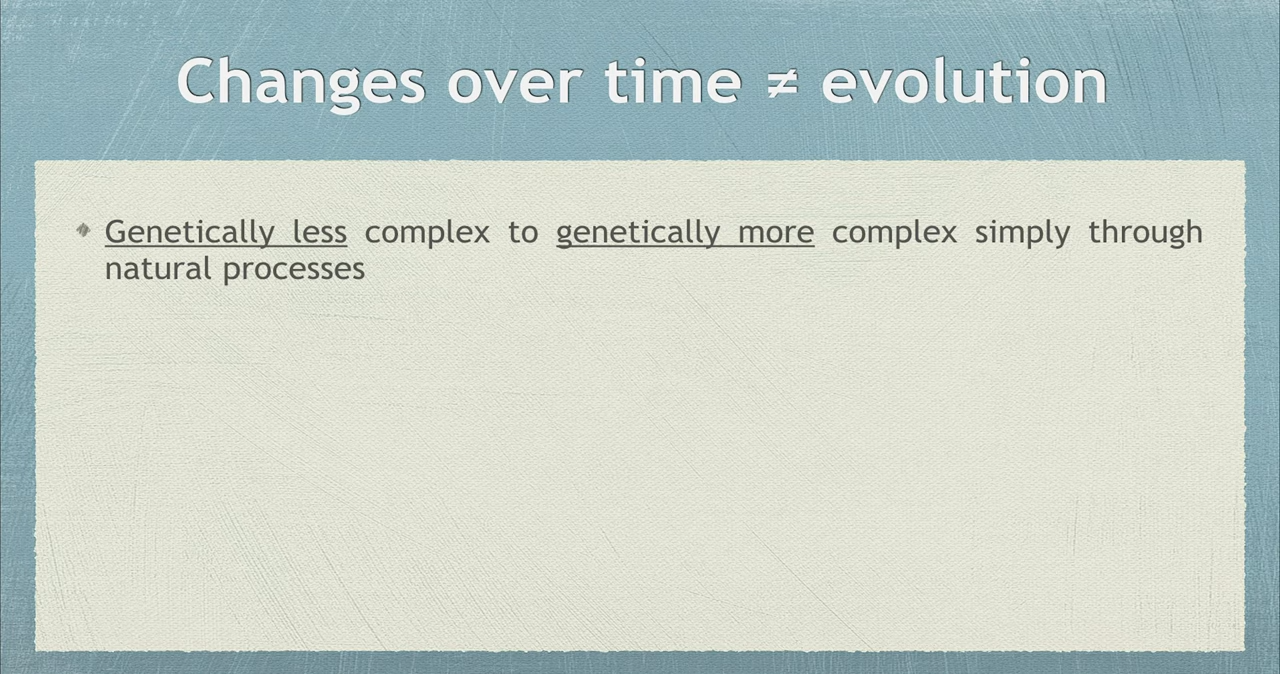 Changes over time ≠ evolution
Genetically less complex to genetically more complex simply through
natural processes